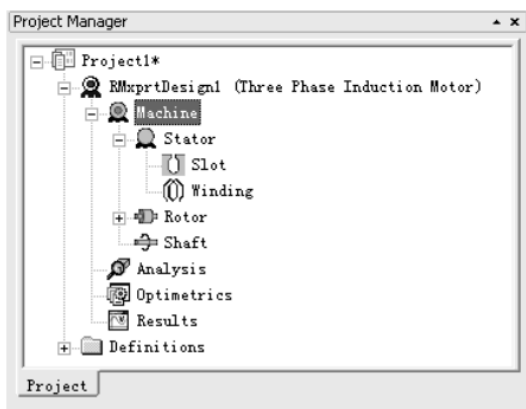 Project Manager
Project1*
RMxprtDesign1 (Three Phase Induction Motor)
Machine
Stator
Slot
Winding
Rotor
Shaft
Analysis
Optimetrics
Results
Definitions
Project